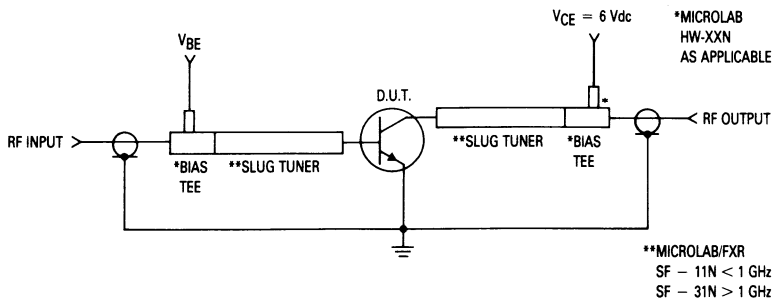 V_CE = 6 Vdc
*MICROLAB
HW-XXN
AS APPLICABLE
V_BE
D.U.T.
*
RF INPUT
RF OUTPUT
*BIAS
TEE
**SLUG TUNER
**SLUG TUNER
*BIAS
TEE
**MICROLAB/FXR
SF – 11N < 1 GHz
SF – 31N > 1 GHz